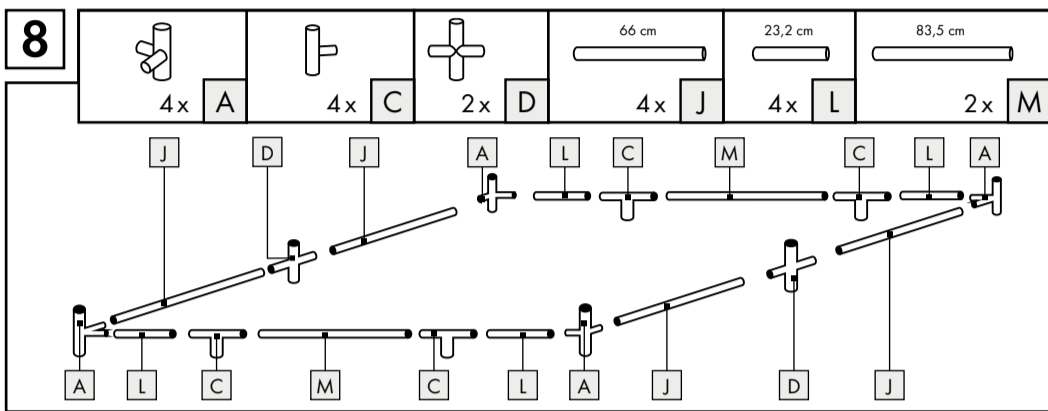 8
4x A
4x C
2x D
66 cm
4x J
23,2 cm
4x L
83,5 cm
2x M
J D J A L C M C L A
A L C M C L A J D J